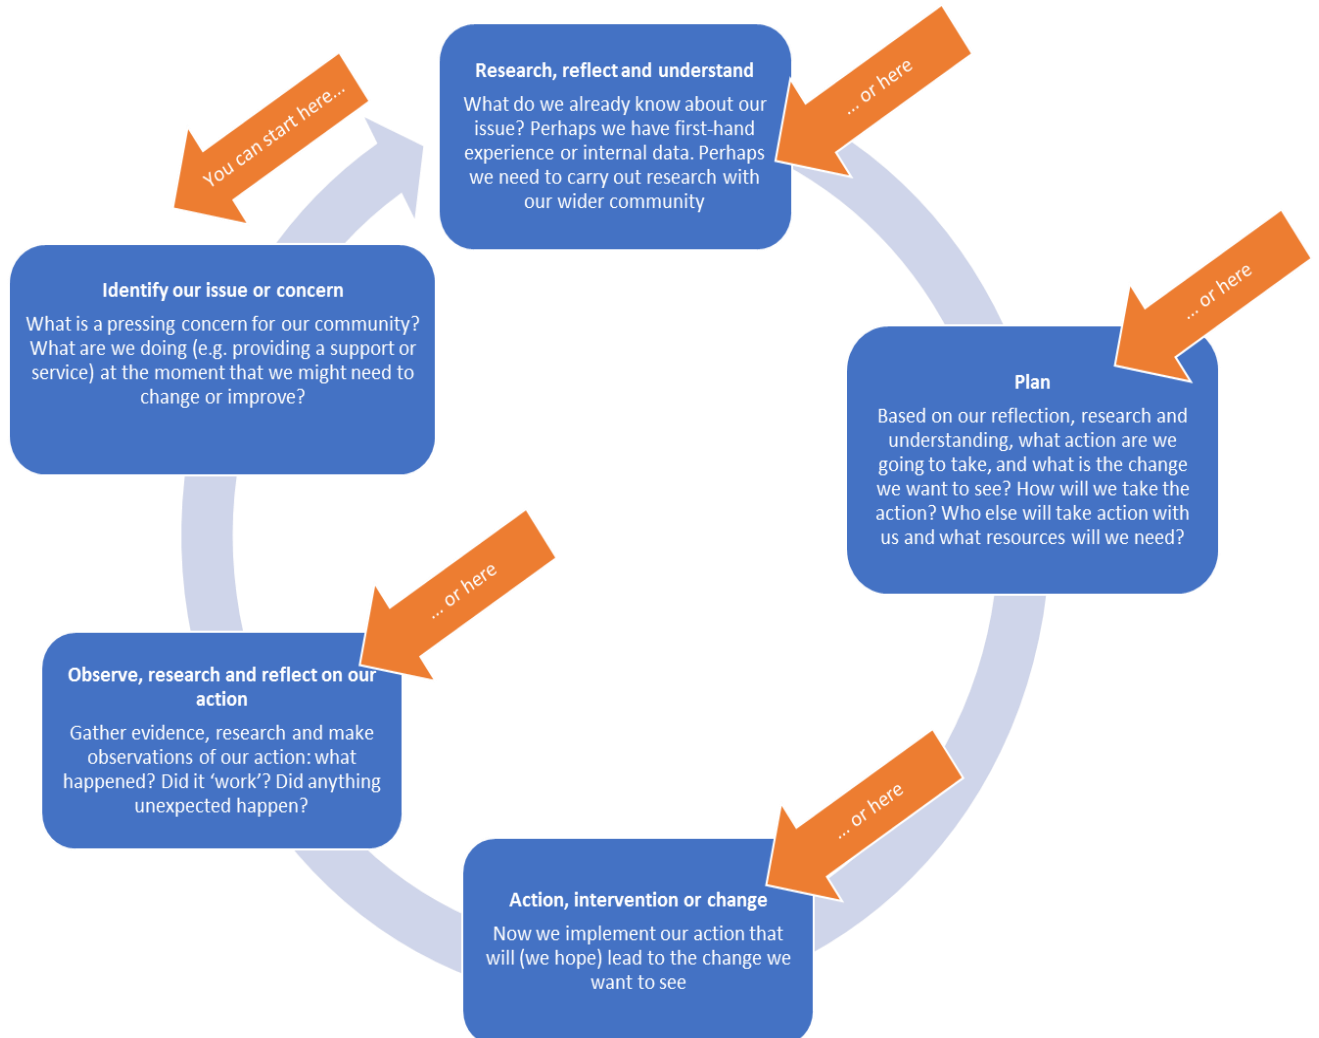 You can start here...
Identify our issue or concern
What is a pressing concern for our community?
What are we doing (e.g. providing a support or
service) at the moment that we might need to
change or improve?
... or here
Research, reflect and understand
What do we already know about our
issue? Perhaps we have first-hand
experience or internal data. Perhaps
we need to carry out research with
our wider community
... or here
Plan
Based on our reflection, research and
understanding, what action are we
going to take, and what is the change
we want to see? How will we take the
action? Who else will take action with
us and what resources will we need?
... or here
Action, intervention or change
Now we implement our action that
will (we hope) lead to the change we
want to see
... or here
Observe, research and reflect on our
action
Gather evidence, research and make
observations of our action: what
happened? Did it ‘work’? Did anything
unexpected happen?